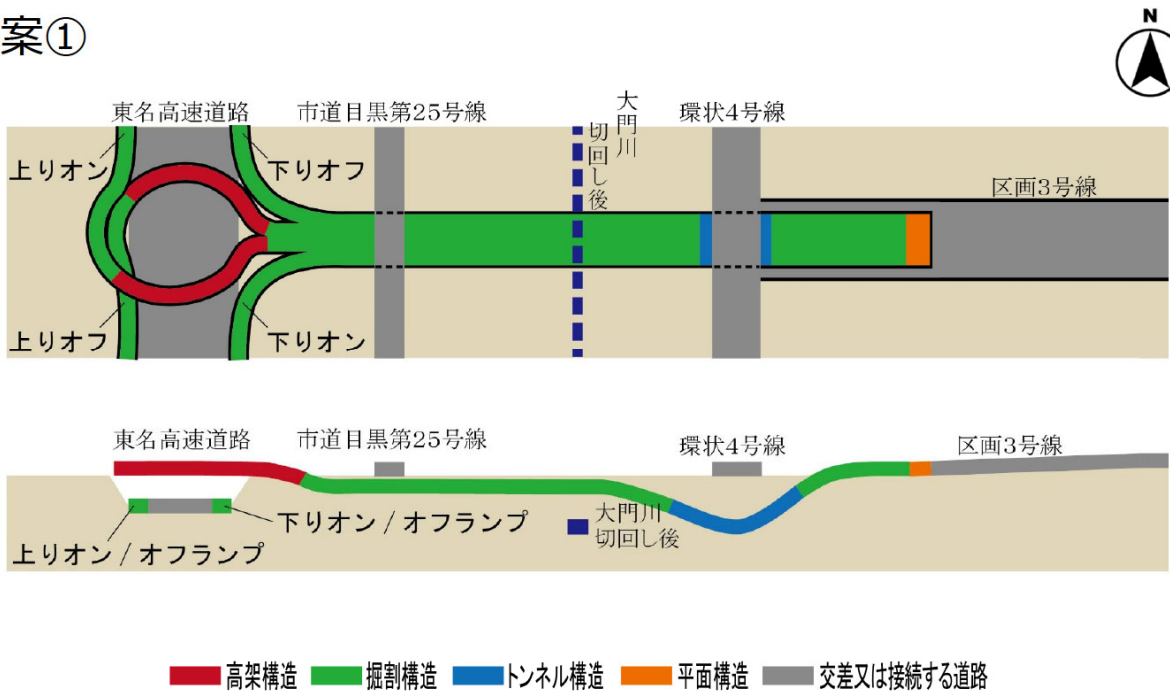 案①
N
東名高速道路
市道目黒第25号線
大門川
切回し後
環状4号線
上りオン
下りオフ
区画3号線
上りオフ
下りオン
東名高速道路
市道目黒第25号線
環状4号線
区画3号線
下りオン / オフランプ
大門川
切回し後
上りオン / オフランプ
高架構造
掘割構造
トンネル構造
平面構造
交差又は接続する道路